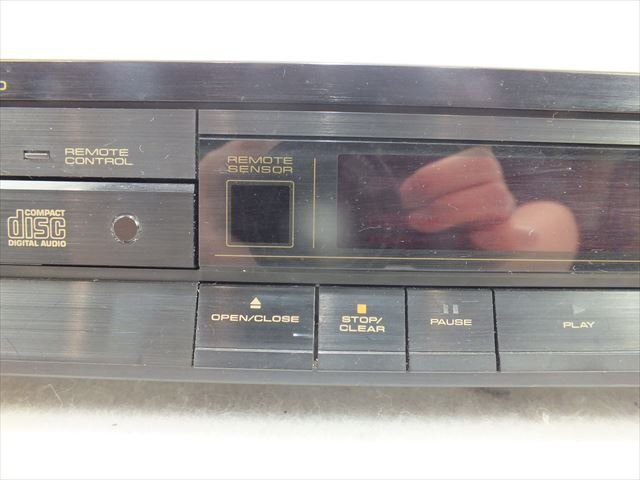 REMOTE
CONTROL
REMOTE
SENSOR
COMPACT
disc
DIGITAL AUDIO
OPEN/CLOSE
STOP/
CLEAR
PAUSE
PLAY